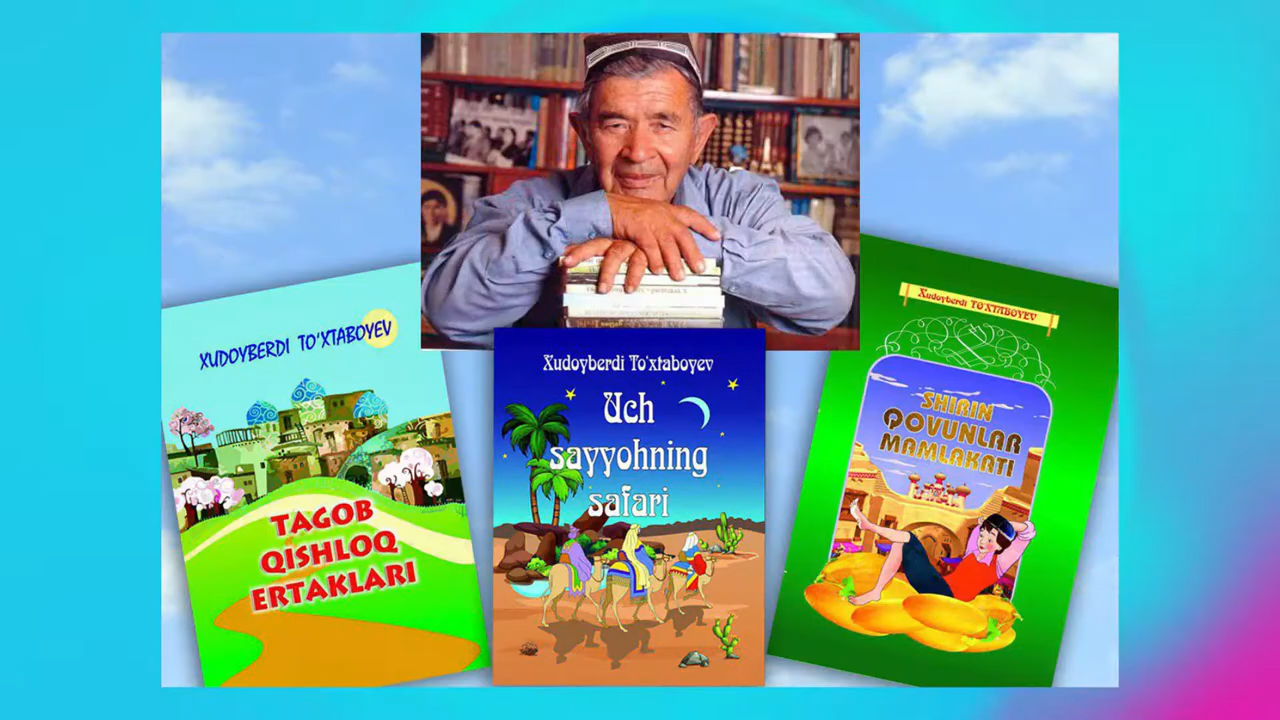 XUDOYBERDI TO'XTABOYEV
TAGOB
QISHLOQ
ERTAKLARI
Xudoyberdi To'xtaboyev
Uch
sayyohning
safari
Xudoyberdi TO'XTABOYEV
SHIRIN
QOVUNLAR
MAMLAKATI